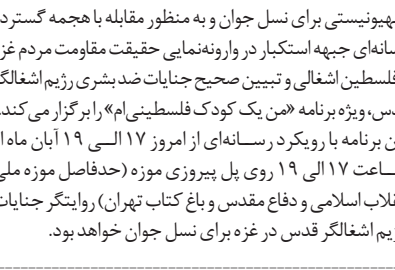 هیونیستی برای نسل جوان و به منظور مقابله با هجمه گسترد
سانه‌ای جبهه استکبار در وارونه‌نمایی حقیقت مقاومت مردم غز
فلسطین اشغالی و تبیین صحیح جنایات ضد بشری رژیم اشغالگ
دس، ویژه برنامه «من یک کودک فلسطینی‌ام» را برگزار می‌کند.
ن برنامه با رویکرد رسانه‌ای از امروز ۱۷ الی ۱۹ آبان ماه ا
ساعت ۱۷ الی ۱۹ روی پل پیروزی موزه (حدفاصل موزه ملی
قلاب اسلامی و دفاع مقدس و باغ کتاب تهران) روایتگر جنایات
ژیم اشغالگر قدس در غزه برای نسل جوان خواهد بود.